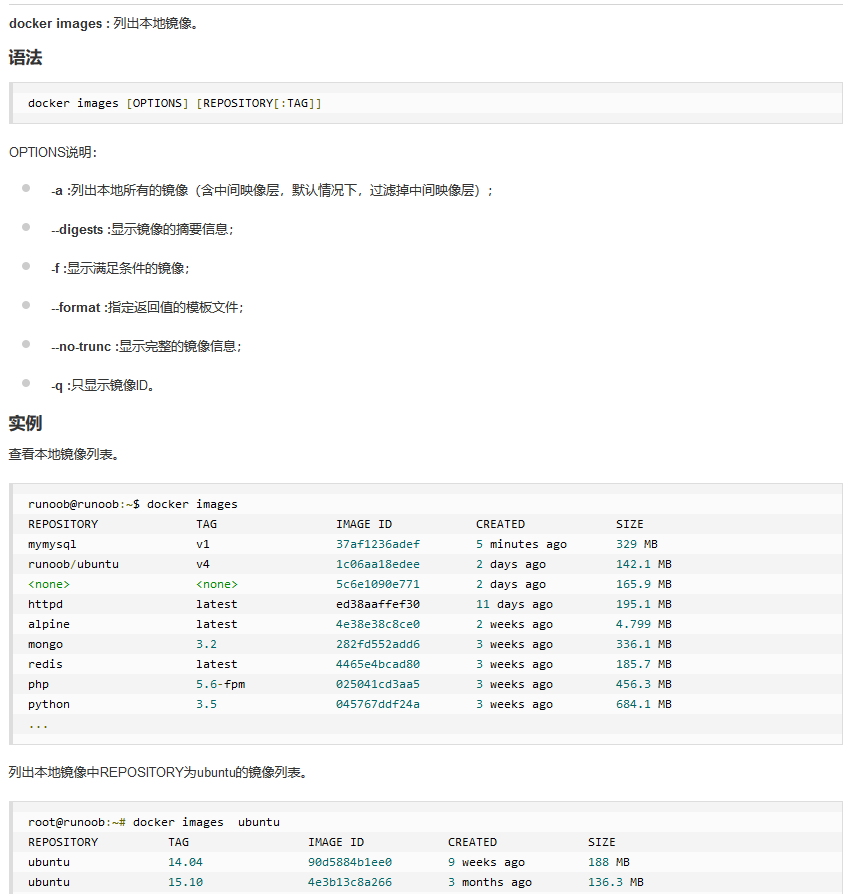 docker images : 列出本地镜像。
语法
docker images [OPTIONS] [REPOSITORY[:TAG]]
OPTIONS说明：
-a :列出本地所有的镜像（含中间映像层，默认情况下，过滤掉中间映像层）；
--digests :显示镜像的摘要信息；
-f :显示满足条件的镜像；
--format :指定返回值的模板文件；
--no-trunc :显示完整的镜像信息；
-q :只显示镜像ID。
实例
查看本地镜像列表。
runoob@runoob:~$ docker images
REPOSITORY TAG IMAGE ID CREATED SIZE
mymysql v1 37af1236adef 5 minutes ago 329 MB
runoob/ubuntu v4 1c06aa18edee 2 days ago 142.1 MB
<none> <none> 5c6e1090e771 2 days ago 165.9 MB
httpd latest ed38aaffef30 11 days ago 195.1 MB
alpine latest 4e38e38c8ce0 2 weeks ago 4.799 MB
mongo 3.2 282fd552add6 3 weeks ago 336.1 MB
redis latest 4465e4bcad80 3 weeks ago 185.7 MB
php 5.6-fpm 025041cd3aa5 3 weeks ago 456.3 MB
python 3.5 045767ddf24a 3 weeks ago 684.1 MB
...
列出本地镜像中REPOSITORY为ubuntu的镜像列表。
root@runoob:~# docker images  ubuntu
REPOSITORY TAG IMAGE ID CREATED SIZE
ubuntu 14.04 90d5884b1ee0 9 weeks ago 188 MB
ubuntu 15.10 4e3b13c8a266 3 months ago 136.3 MB